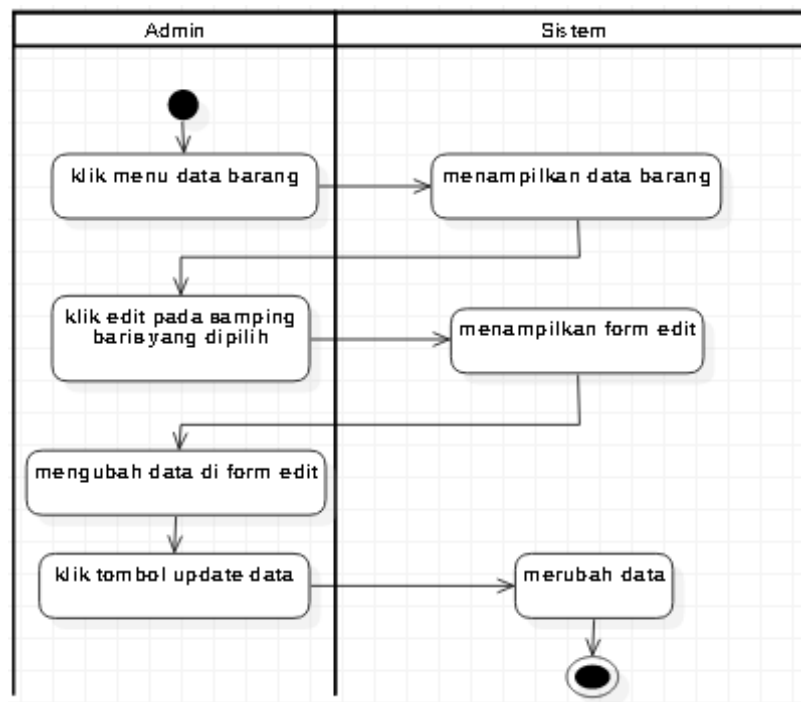 Admin
Sistem
klik menu data barang
menampilkan data barang
klik edit pada samping
baris yang dipilih
menampilkan form edit
mengubah data di form edit
klik tombol update data
merubah data